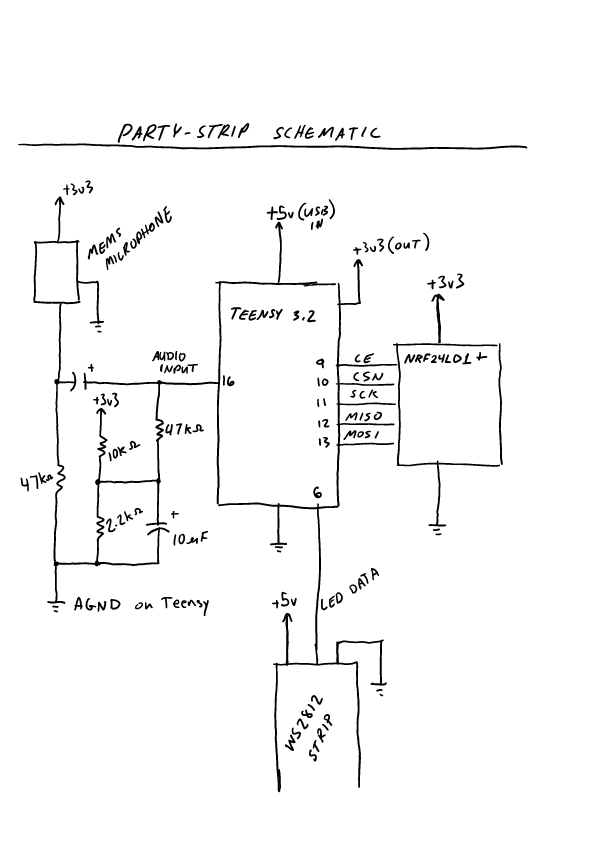 PARTY-STRIP SCHEMATIC
+3v3
MEMS
MICROPHONE
+5v (USB
IN)
+3v3 (OUT)
+3v3
TEENSY 3.2
NRF24L01+
AUDIO
INPUT
16
9 CE
10 CSN
11 SCK
12 MISO
13 MOSI
+
+3v3
47kΩ
10kΩ
47kΩ
2.2kΩ
+
10uF
6
AGND on Teensy
+5v
LED DATA
WS2812
STRIP